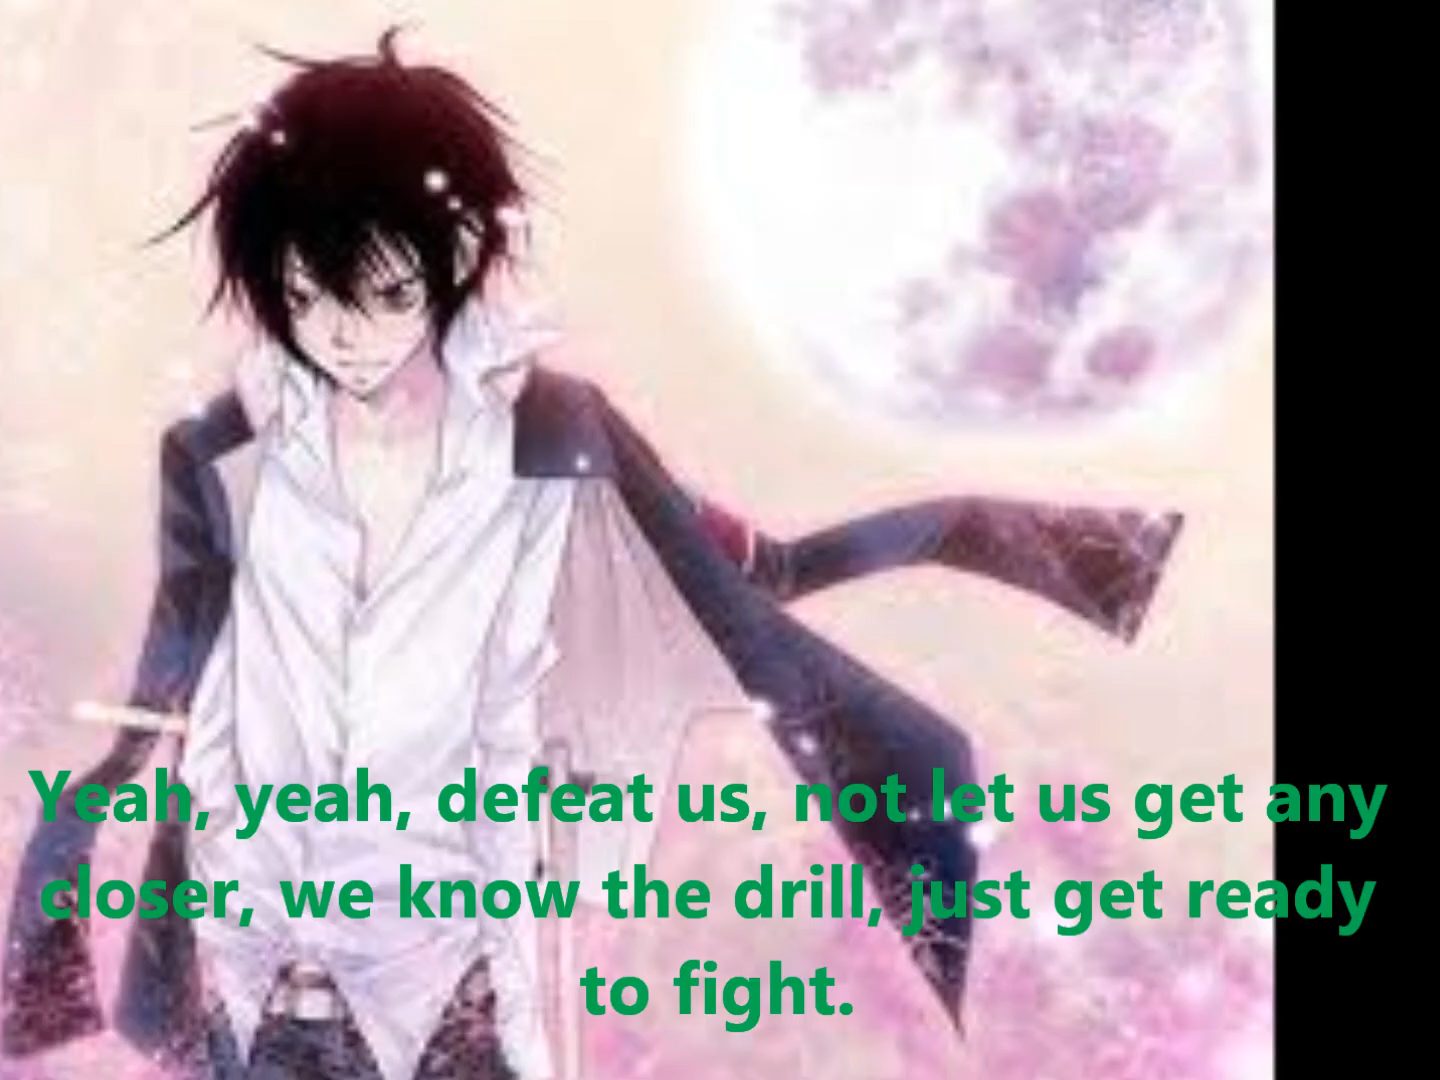 Yeah, yeah, defeat us, not let us get any
closer, we know the drill, just get ready
to fight.